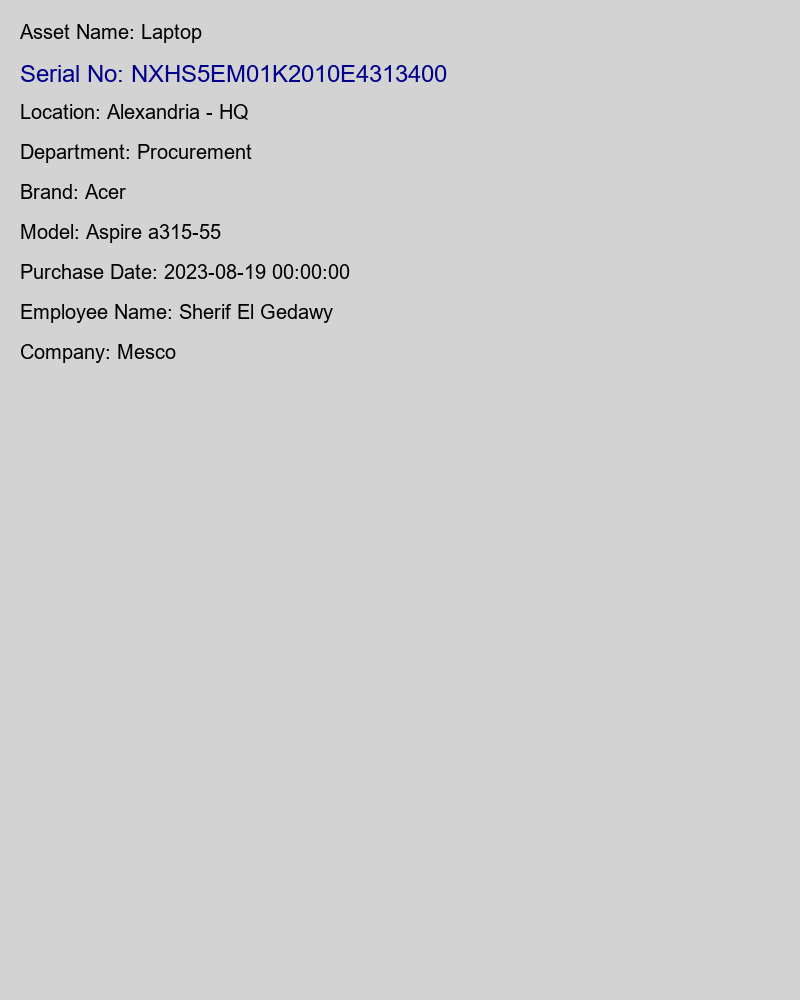 Asset Name: Laptop
Serial No: NXHS5EM01K2010E4313400
Location: Alexandria - HQ
Department: Procurement
Brand: Acer
Model: Aspire a315-55
Purchase Date: 2023-08-19 00:00:00
Employee Name: Sherif El Gedawy
Company: Mesco